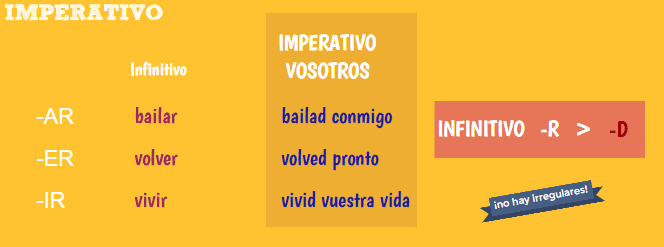 IMPERATIVO
Infinitivo
IMPERATIVO
VOSOTROS
-AR bailar bailad conmigo
-ER volver volved pronto
-IR vivir vivid vuestra vida
INFINITIVO -R > -D
¡no hay irregulares!